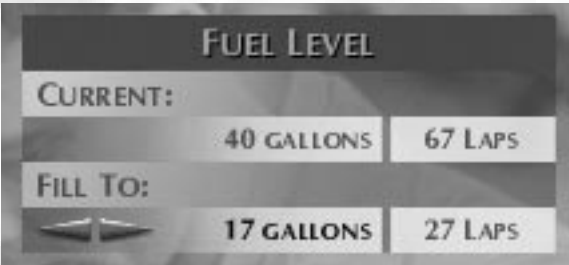 FUEL LEVEL
CURRENT:
40 GALLONS 67 LAPS
FILL TO:
17 GALLONS 27 LAPS